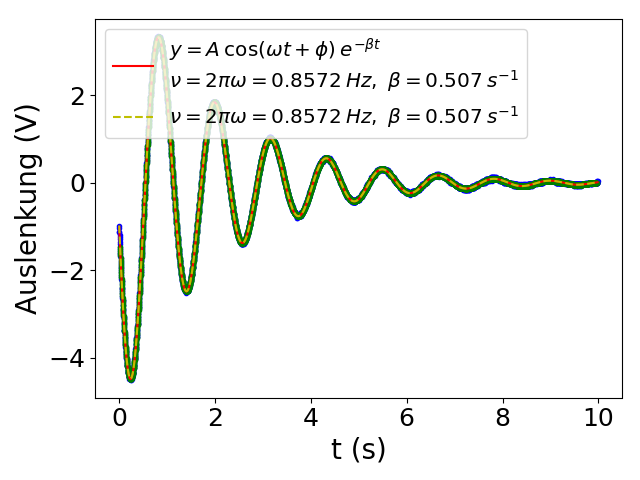 y = A cos(ωt + ϕ) e^{−βt}
ν = 2πω = 0.8572 Hz, β = 0.507 s^{−1}
ν = 2πω = 0.8572 Hz, β = 0.507 s^{−1}
Auslenkung (V)
2
0
−2
−4
0 2 4 6 8 10
t (s)